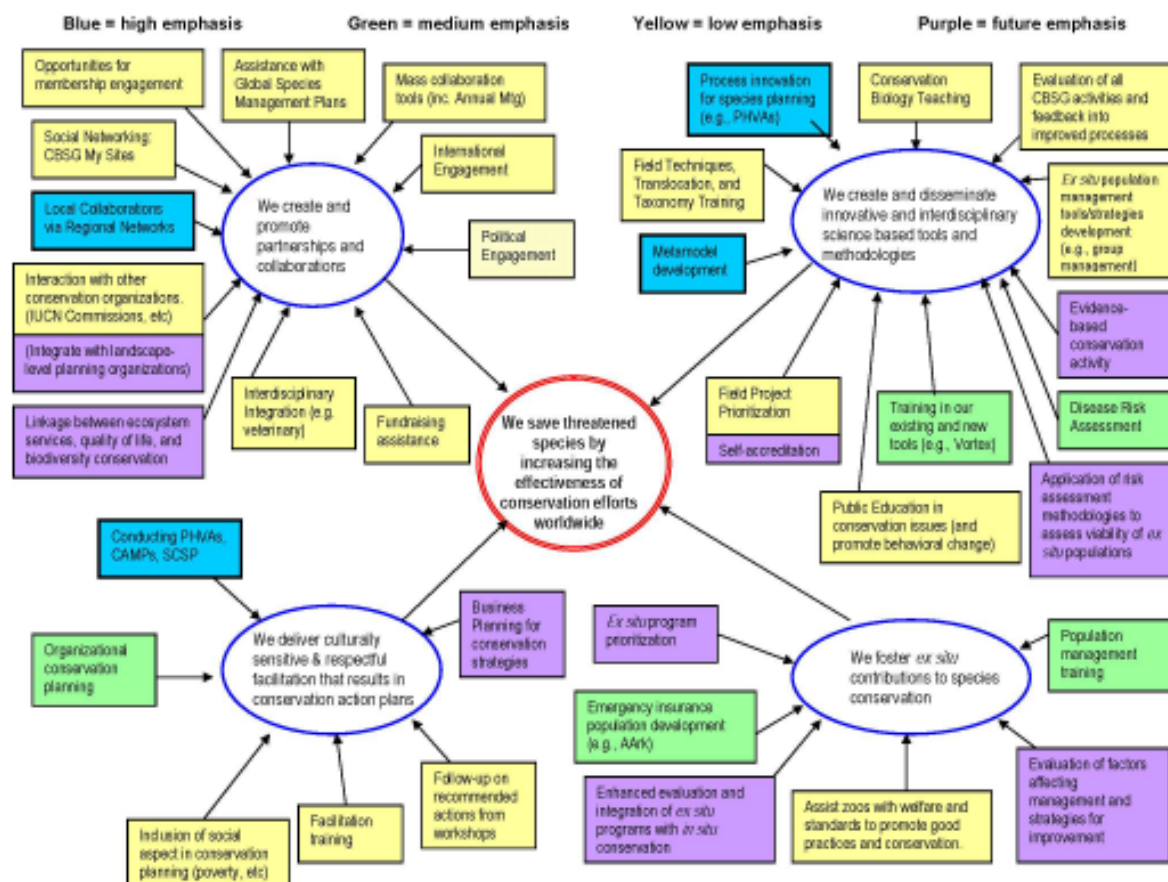 Blue = high emphasis
Green = medium emphasis
Yellow = low emphasis
Purple = future emphasis
Opportunities for
membership engagement
Assistance with
Global Species
Management Plans
Mass collaboration
tools (inc. Annual Mtg)
Social Networking:
CBSG My Sites
International
Engagement
Local Collaborations
via Regional Networks
We create and
promote
partnerships and
collaborations
Political
Engagement
Interaction with other
conservation organizations.
(IUCN Commissions, etc)
(Integrate with landscape-
level planning organizations)
Linkage between ecosystem
services, quality of life, and
biodiversity conservation
Interdisciplinary
Integration (e.g.
veterinary)
Fundraising
assistance
Process innovation
for species planning
(e.g., PHVAs)
Conservation
Biology Teaching
Evaluation of all
CBSG activities and
feedback into
improved processes
Field Techniques,
Translocation, and
Taxonomy Training
We create and disseminate
innovative and interdisciplinary
science based tools and
methodologies
Ex situ population
management
tools/strategies
development
(e.g., group
management)
Metamodel
development
Evidence-
based
conservation
activity
Field Project
Prioritization
Self-accreditation
Training in our
existing and new
tools (e.g., Vortex)
Disease Risk
Assessment
Public Education in
conservation issues (and
promote behavioral change)
Application of risk
assessment
methodologies to
assess viability of ex
situ populations
We save threatened
species by
increasing the
effectiveness of
conservation efforts
worldwide
Conducting PHVAs,
CAMPs, SCSP
Organizational
conservation
planning
We deliver culturally
sensitive & respectful
facilitation that results in
conservation action plans
Business
Planning for
conservation
strategies
Inclusion of social
aspect in conservation
planning (poverty, etc)
Facilitation
training
Follow-up on
recommended
actions from
workshops
Ex situ program
prioritization
We foster ex situ
contributions to species
conservation
Population
management
training
Emergency insurance
population development
(e.g., AArk)
Enhanced evaluation and
integration of ex situ
programs with in situ
conservation
Assist zoos with welfare and
standards to promote good
practices and conservation.
Evaluation of factors
affecting
management and
strategies for
improvement